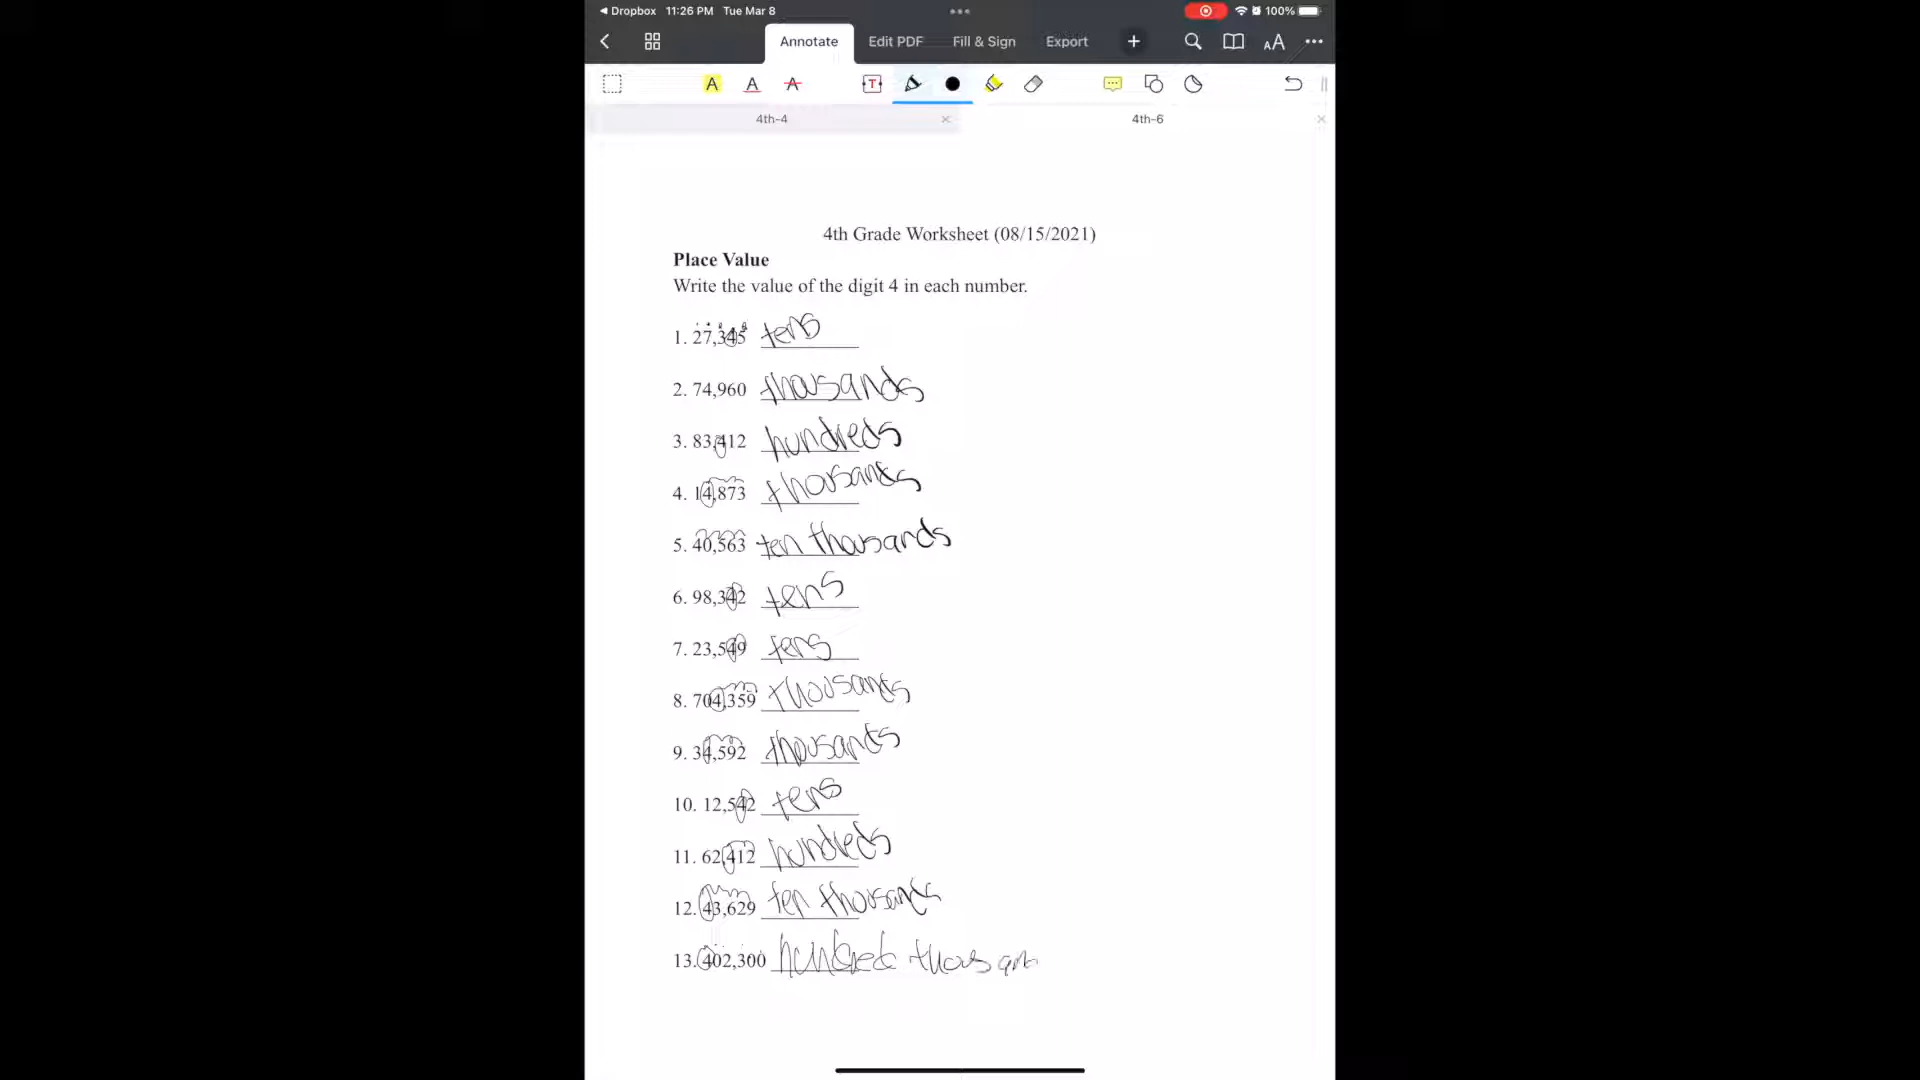 Dropbox 11:26 PM Tue Mar 8 100%
Annotate Edit PDF Fill & Sign Export
4th-4 4th-6
4th Grade Worksheet (08/15/2021)
Place Value
Write the value of the digit 4 in each number.
1. 27,345 tens
2. 74,960 thousands
3. 83,412 hundreds
4. 14,873 thousands
5. 40,563 ten thousands
6. 98,342 tens
7. 23,549 tens
8. 704,359 thousands
9. 34,592 thousands
10. 12,542 tens
11. 62,412 hundreds
12. 43,629 ten thousands
13. 402,300 hundred thousan